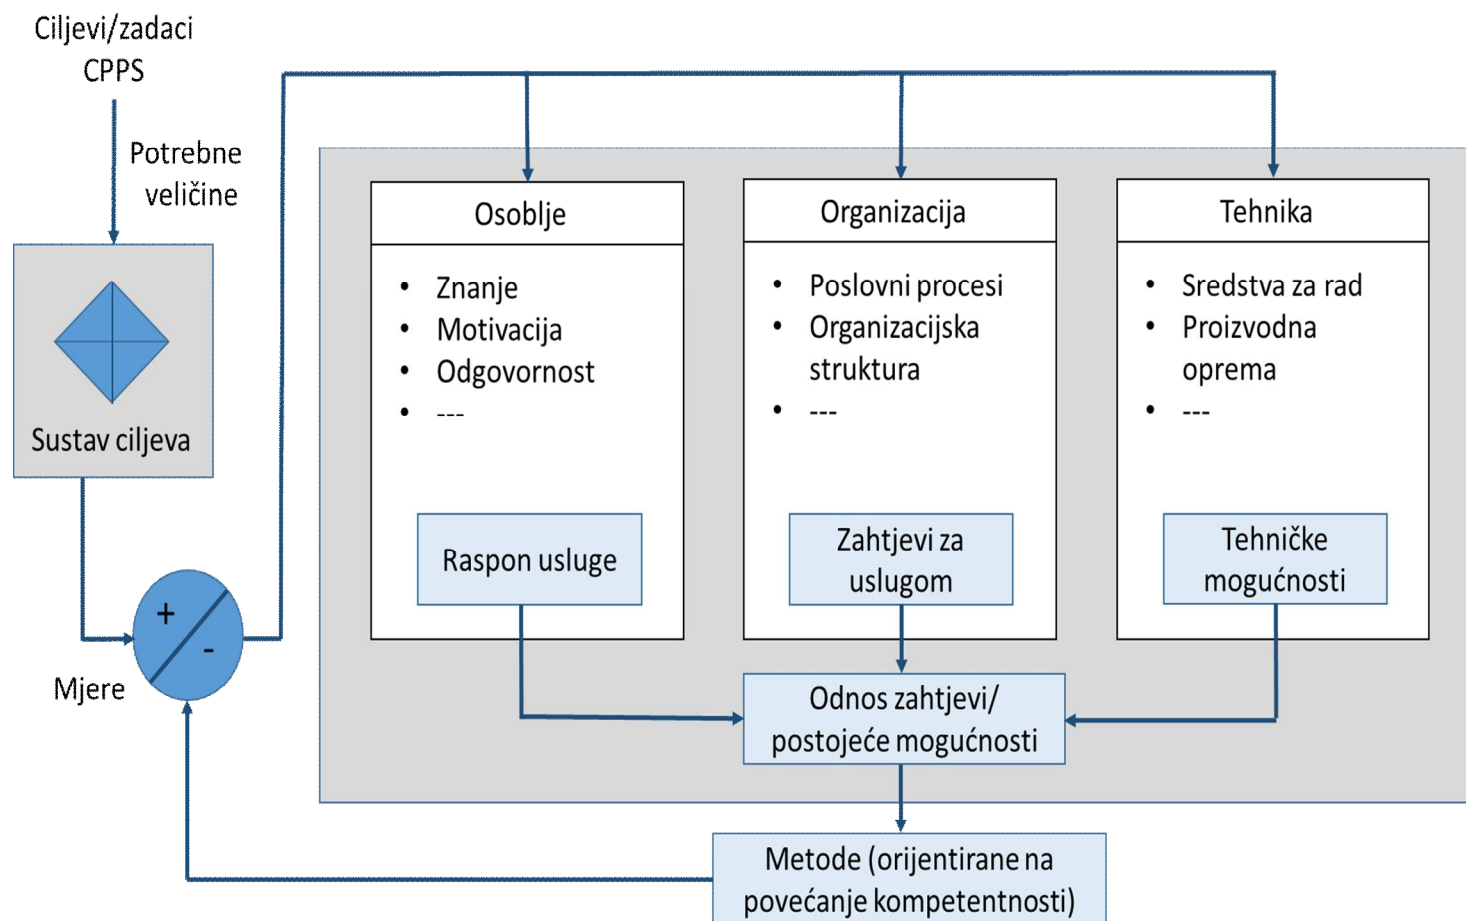 Ciljevi/zadaci
CPPS
Potrebne
veličine
Sustav ciljeva
+
-
Mjere
Osoblje
• Znanje
• Motivacija
• Odgovornost
• ---
Raspon usluge
Organizacija
• Poslovni procesi
• Organizacijska
struktura
• ---
Zahtjevi za
uslugom
Tehnika
• Sredstva za rad
• Proizvodna
oprema
• ---
Tehničke
mogućnosti
Odnos zahtjevi/
postojeće mogućnosti
Metode (orijentirane na
povećanje kompetentnosti)